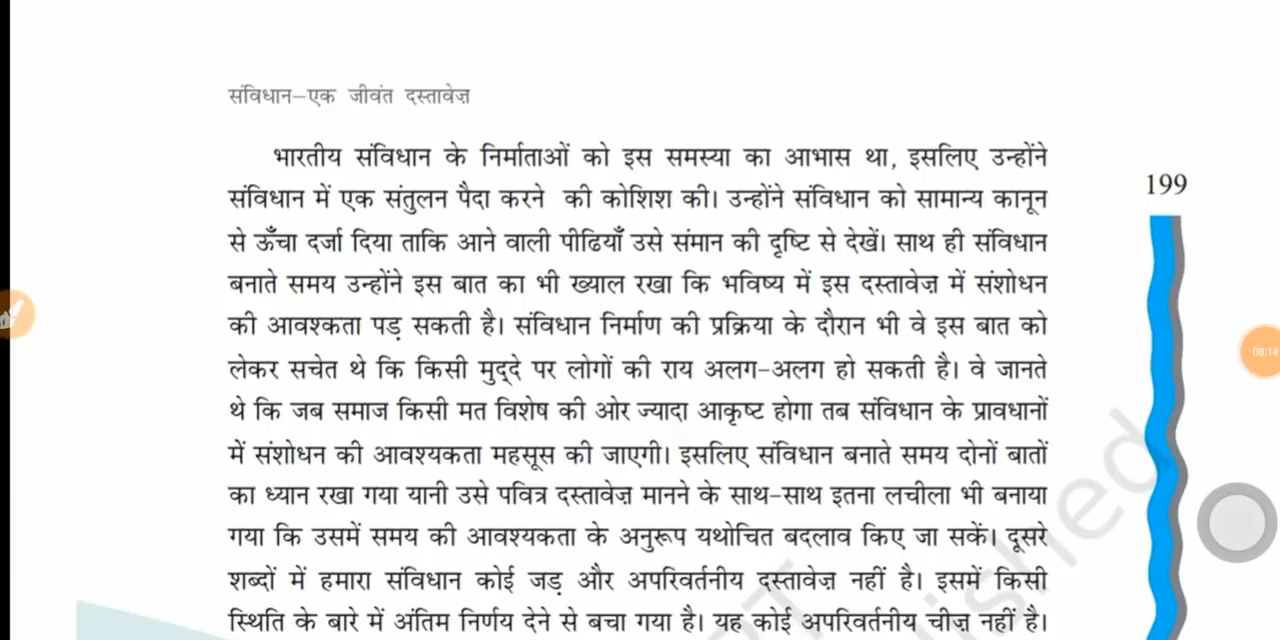 संविधान–एक जीवंत दस्तावेज़
भारतीय संविधान के निर्माताओं को इस समस्या का आभास था, इसलिए उन्होंने
199
संविधान में एक संतुलन पैदा करने की कोशिश की। उन्होंने संविधान को सामान्य कानून
से ऊँचा दर्जा दिया ताकि आने वाली पीढियाँ उसे संमान की दृष्टि से देखें। साथ ही संविधान
बनाते समय उन्होंने इस बात का भी ख्याल रखा कि भविष्य में इस दस्तावेज़ में संशोधन
की आवश्कता पड़ सकती है। संविधान निर्माण की प्रक्रिया के दौरान भी वे इस बात को
लेकर सचेत थे कि किसी मुद्दे पर लोगों की राय अलग–अलग हो सकती है। वे जानते
08:14
थे कि जब समाज किसी मत विशेष की ओर ज्यादा आकृष्ट होगा तब संविधान के प्रावधानों
में संशोधन की आवश्यकता महसूस की जाएगी। इसलिए संविधान बनाते समय दोनों बातों
का ध्यान रखा गया यानी उसे पवित्र दस्तावेज़ मानने के साथ–साथ इतना लचीला भी बनाया
गया कि उसमें समय की आवश्यकता के अनुरूप यथोचित बदलाव किए जा सकें। दूसरे
शब्दों में हमारा संविधान कोई जड़ और अपरिवर्तनीय दस्तावेज़ नहीं है। इसमें किसी
स्थिति के बारे में अंतिम निर्णय देने से बचा गया है। यह कोई अपरिवर्तनीय चीज़ नहीं है।